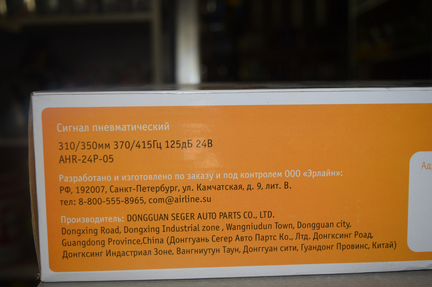 Сигнал пневматический
310/350мм 370/415Гц 125дБ 24В
AHR-24P-05
Разработано и изготовлено по заказу и под контролем ООО «Эрлайн»:
РФ, 192007, Санкт-Петербург, ул. Камчатская, д. 9, лит. В.
тел: 8-800-555-8965, com@airline.su
Производитель: DONGGUAN SEGER AUTO PARTS CO., LTD.
Dongxing Road, Dongxing Industrial zone , Wangniudun Town, Dongguan city.
Guangdong Province,China (Донггуань Сегер Авто Партс Ко., Лтд. Донгксинг Роад,
Донгксинг Индастриал Зоне, Вангниутун Таун, Донггуан сити, Гуандонг Провинс, Китай)
Ад